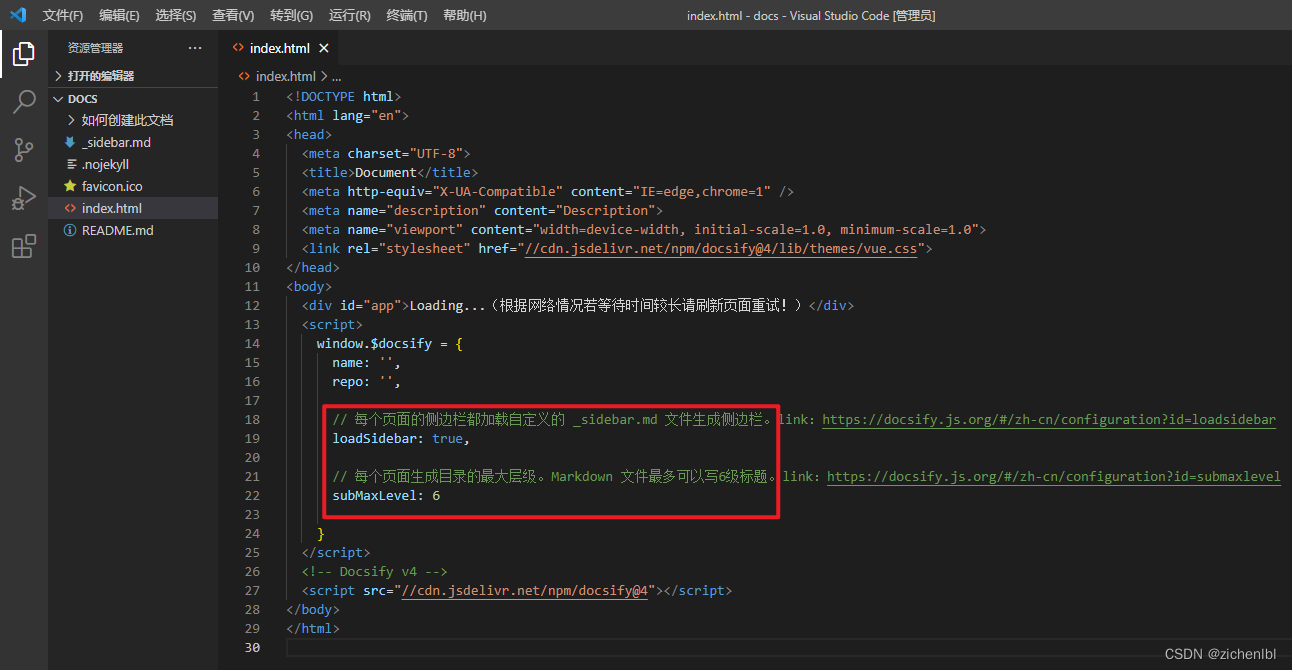 文件(F) 编辑(E) 选择(S) 查看(V) 转到(G) 运行(R) 终端(T) 帮助(H) index.html - docs - Visual Studio Code [管理员]
资源管理器 ···
打开的编辑器
DOCS
如何创建此文档
_sidebar.md
.nojekyll
favicon.ico
index.html
README.md
index.html
index.html > ...
1 <!DOCTYPE html>
2 <html lang="en">
3 <head>
4 <meta charset="UTF-8">
5 <title>Document</title>
6 <meta http-equiv="X-UA-Compatible" content="IE=edge,chrome=1" />
7 <meta name="description" content="Description">
8 <meta name="viewport" content="width=device-width, initial-scale=1.0, minimum-scale=1.0">
9 <link rel="stylesheet" href="//cdn.jsdelivr.net/npm/docsify@4/lib/themes/vue.css">
10 </head>
11 <body>
12 <div id="app">Loading...（根据网络情况若等待时间较长请刷新页面重试！）</div>
13 <script>
14 window.$docsify = {
15 name: '',
16 repo: '',
17
18 // 每个页面的侧边栏都加载自定义的 _sidebar.md 文件生成侧边栏。link：https://docsify.js.org/#/zh-cn/configuration?id=loadsidebar
19 loadSidebar: true,
20
21 // 每个页面生成目录的最大层级。Markdown 文件最多可以写6级标题。link：https://docsify.js.org/#/zh-cn/configuration?id=submaxlevel
22 subMaxLevel: 6
23
24 }
25 </script>
26 <!-- Docsify v4 -->
27 <script src="//cdn.jsdelivr.net/npm/docsify@4"></script>
28 </body>
29 </html>
30
CSDN @zichenlbl